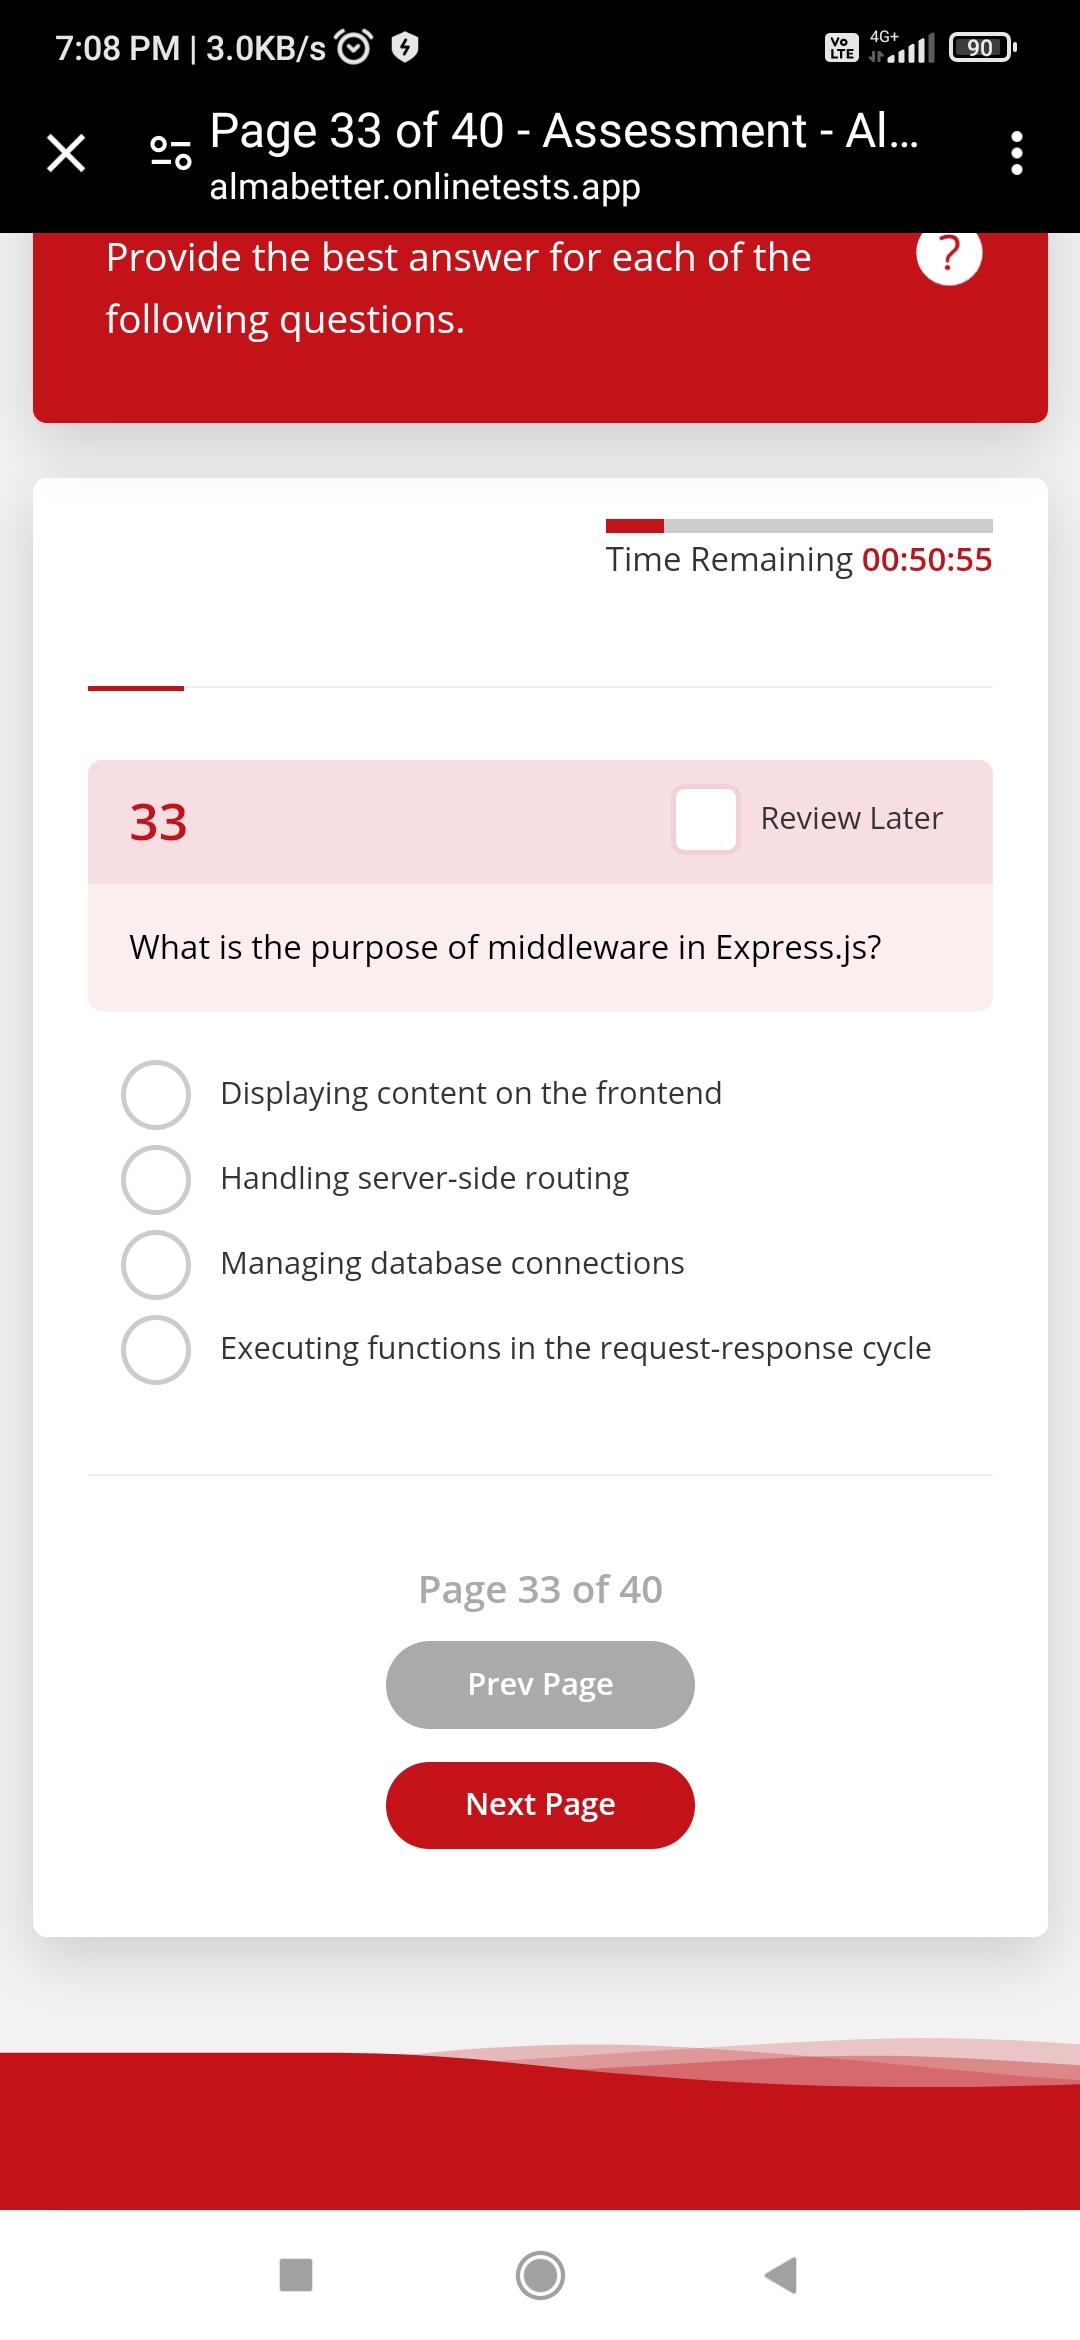 7:08 PM | 3.0KB/s
Vo LTE 4G+ 90
Page 33 of 40 - Assessment - Al...
almabetter.onlinetests.app
Provide the best answer for each of the
following questions.
?
Time Remaining 00:50:55
33
Review Later
What is the purpose of middleware in Express.js?
Displaying content on the frontend
Handling server-side routing
Managing database connections
Executing functions in the request-response cycle
Page 33 of 40
Prev Page
Next Page